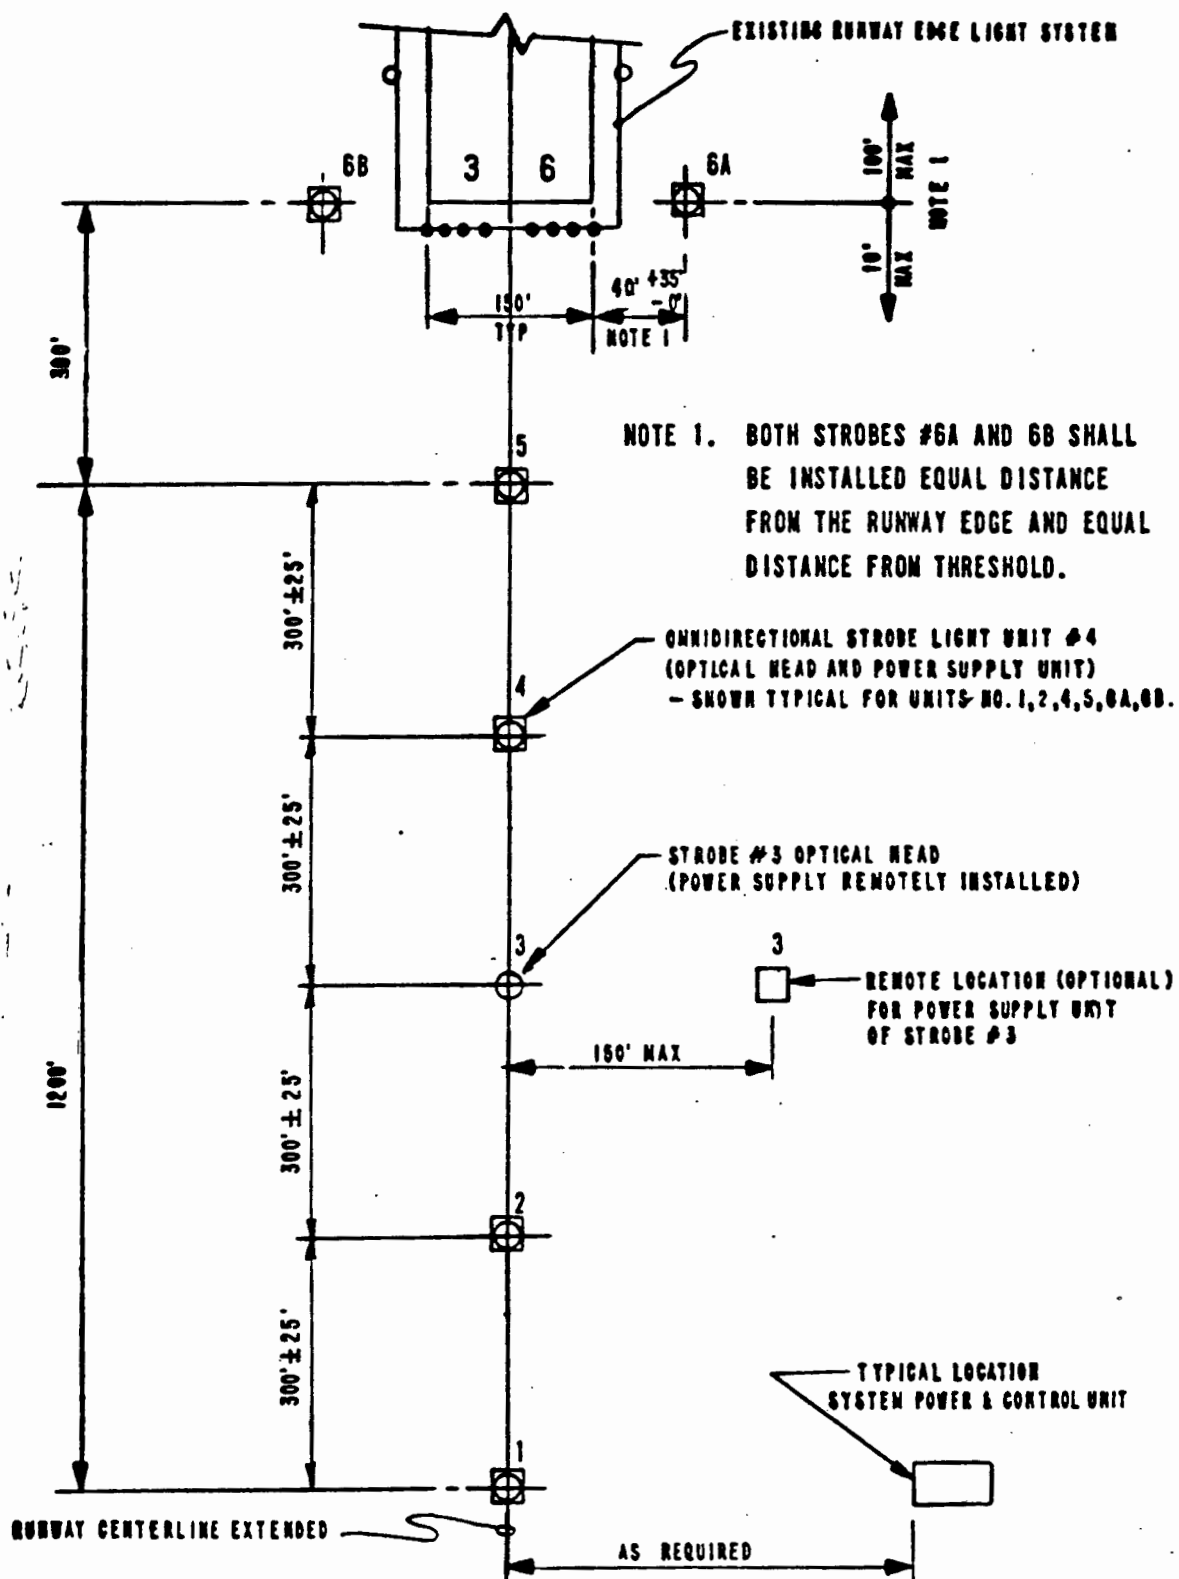 EXISTING RUNWAY EDGE LIGHT SYSTEM
6B
3 6
6A
100' MAX
NOTE 1
10' MAX
40' +35' -0'
150' TYP
NOTE 1
300'
5
NOTE 1. BOTH STROBES #6A AND 6B SHALL
BE INSTALLED EQUAL DISTANCE
FROM THE RUNWAY EDGE AND EQUAL
DISTANCE FROM THRESHOLD.
300'±25'
OMNIDIRECTIONAL STROBE LIGHT UNIT #4
(OPTICAL HEAD AND POWER SUPPLY UNIT)
- SHOWN TYPICAL FOR UNITS NO. 1,2,4,5,6A,6B.
4
300'±25'
STROBE #3 OPTICAL HEAD
(POWER SUPPLY REMOTELY INSTALLED)
3
3
REMOTE LOCATION (OPTIONAL)
FOR POWER SUPPLY UNIT
OF STROBE #3
150' MAX
1200'
300'±25'
2
300'±25'
TYPICAL LOCATION
SYSTEM POWER & CONTROL UNIT
1
RUNWAY CENTERLINE EXTENDED
AS REQUIRED